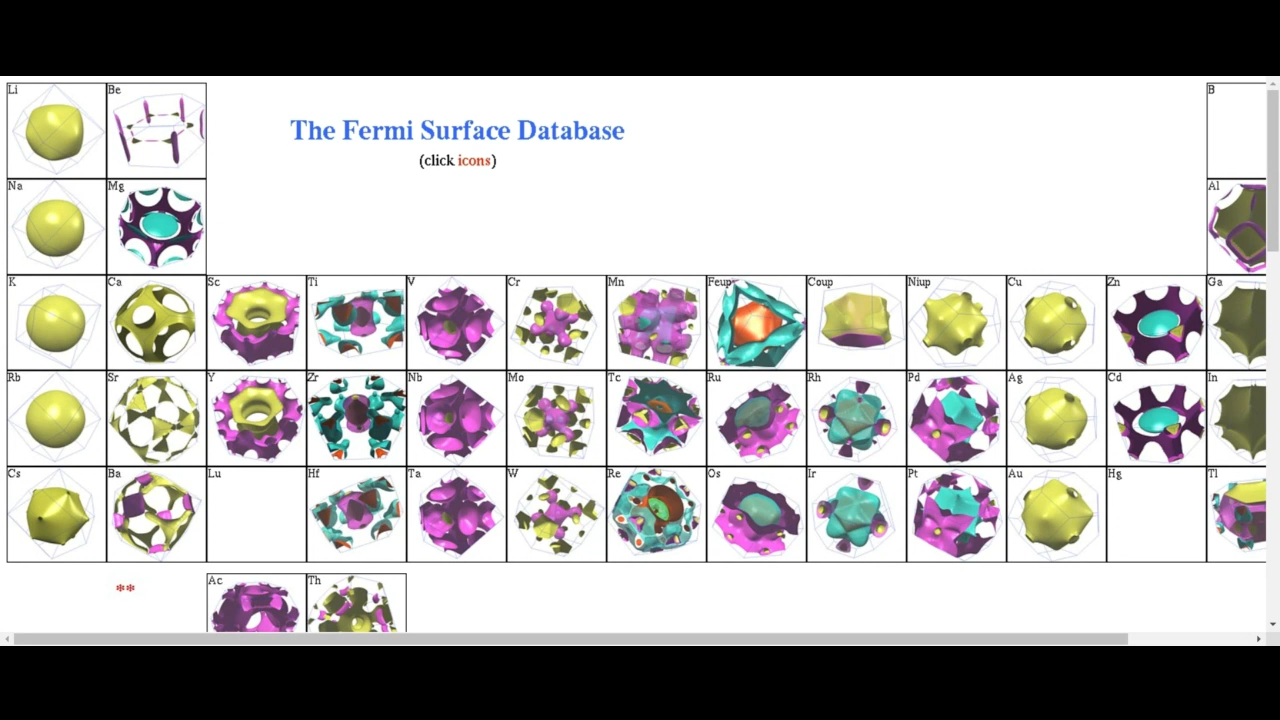 Li Be B
The Fermi Surface Database
(click icons)
Na Mg Al
K Ca Sc Ti V Cr Mn Feup Coup Niup Cu Zn Ga
Rb Sr Y Zr Nb Mo Tc Ru Rh Pd Ag Cd In
Cs Ba Lu Hf Ta W Re Os Ir Pt Au Hg Tl
**
Ac Th